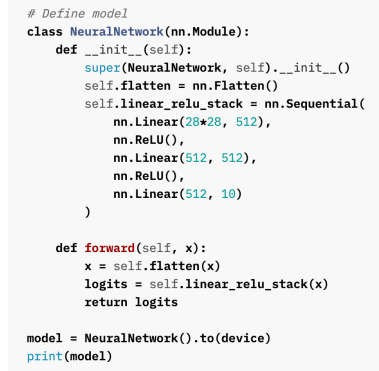 # Define model
class NeuralNetwork(nn.Module):
    def __init__(self):
        super(NeuralNetwork, self).__init__()
        self.flatten = nn.Flatten()
        self.linear_relu_stack = nn.Sequential(
            nn.Linear(28*28, 512),
            nn.ReLU(),
            nn.Linear(512, 512),
            nn.ReLU(),
            nn.Linear(512, 10)
        )

    def forward(self, x):
        x = self.flatten(x)
        logits = self.linear_relu_stack(x)
        return logits

model = NeuralNetwork().to(device)
print(model)